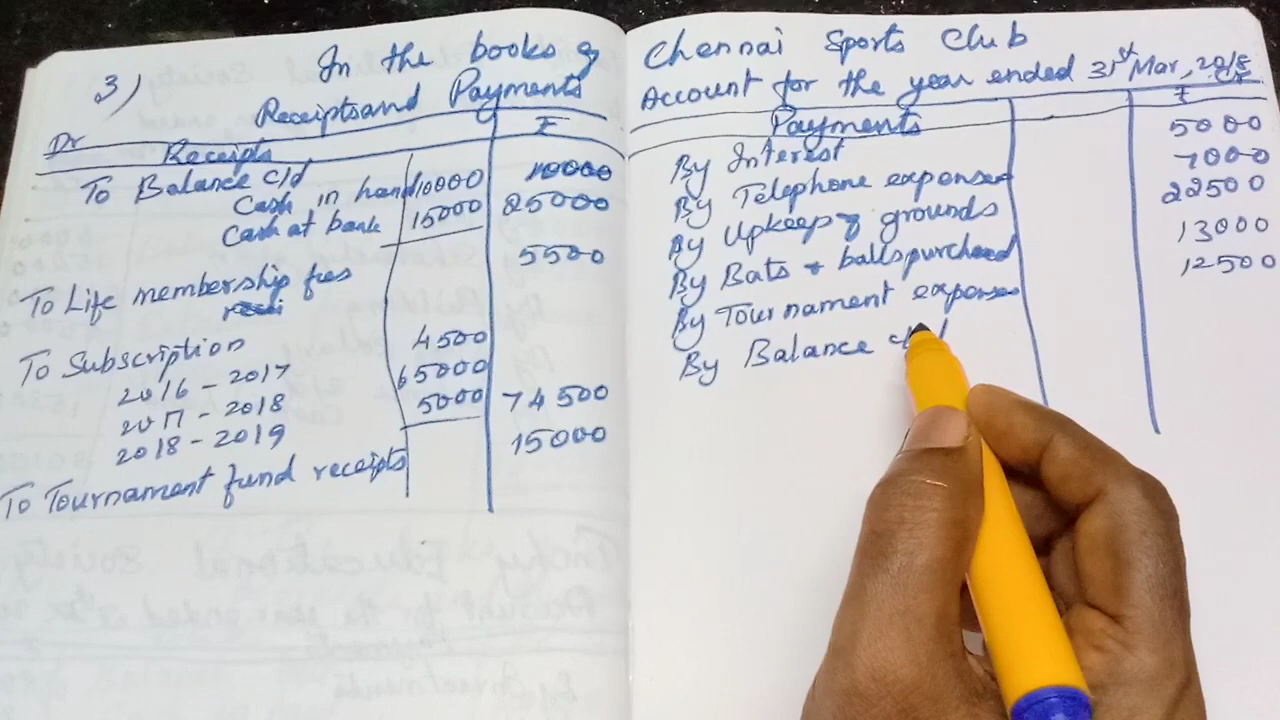 3)
In the books of
Receipts and Payments
Dr
Receipts
₹
To Balance c/d
Cash in hand 10000 10000
Cash at bank 15000 25000
To Life membership fees 5500
To Subscription
2016 - 2017 4500
2017 - 2018 65000
2018 - 2019 5000 74500
To Tournament fund receipts 15000
Chennai Sports Club
Account for the year ended 31st Mar, 2018
Cr
Payments
₹
By Interest 5000
By Telephone expenses 7000
By Upkeep of grounds 22500
By Bats & balls purchased 13000
By Tournament expenses 12500
By Balance